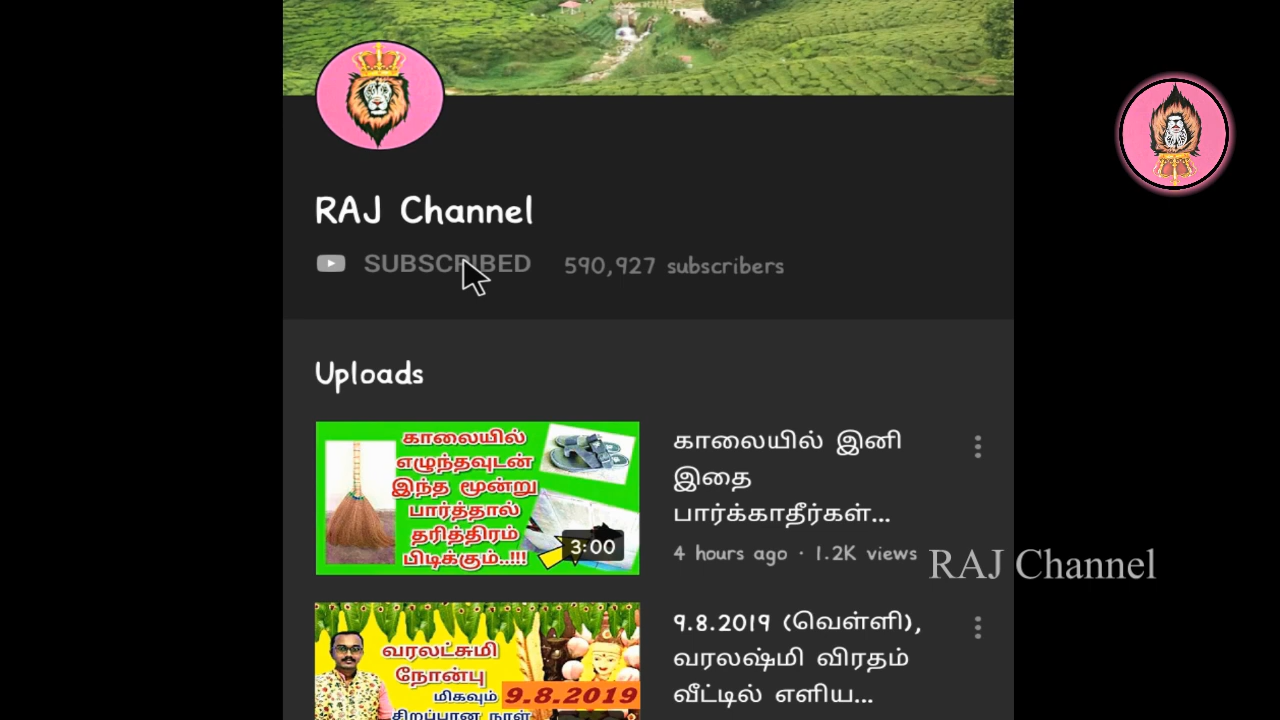 RAJ Channel
SUBSCRIBED 590,927 subscribers
Uploads
காலையில்
எழுந்தவுடன்
இந்த மூன்று
பார்த்தால்
தரித்திரம்
பிடிக்கும்..!!!
3:00
காலையில் இனி
இதை
பார்க்காதீர்கள்...
4 hours ago · 1.2K views
RAJ Channel
வரலட்சுமி
நோன்பு
மிகவும் 9.8.2019
சிறப்பான நாள்
9.8.2019 (வெள்ளி),
வரலஷ்மி விரதம்
வீட்டில் எளிய...